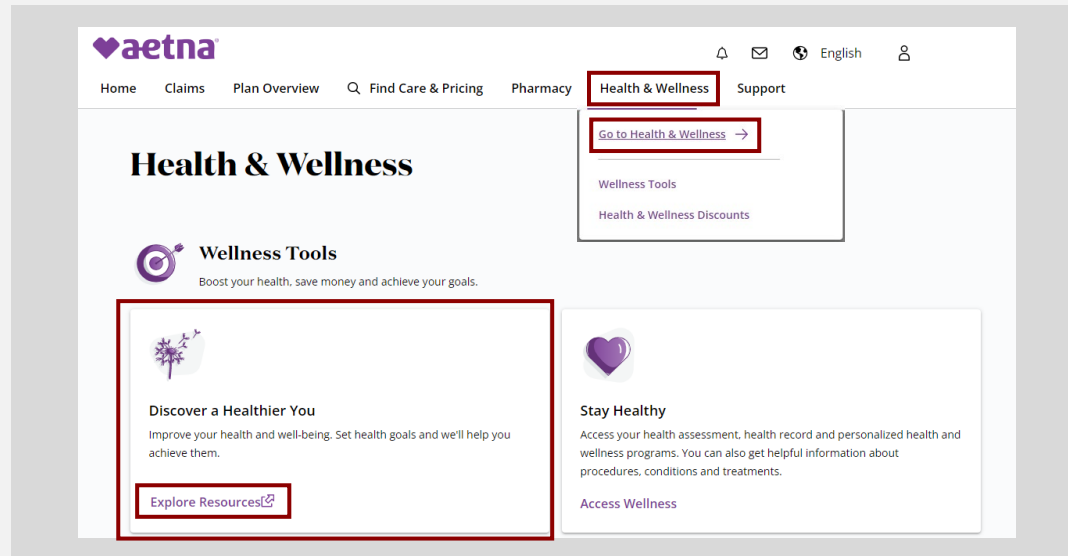 aetna
English
Home Claims Plan Overview Find Care & Pricing Pharmacy Health & Wellness Support
Go to Health & Wellness →
Wellness Tools
Health & Wellness Discounts
Health & Wellness
Wellness Tools
Boost your health, save money and achieve your goals.
Discover a Healthier You
Improve your health and well-being. Set health goals and we'll help you
achieve them.
Explore Resources
Stay Healthy
Access your health assessment, health record and personalized health and
wellness programs. You can also get helpful information about
procedures, conditions and treatments.
Access Wellness